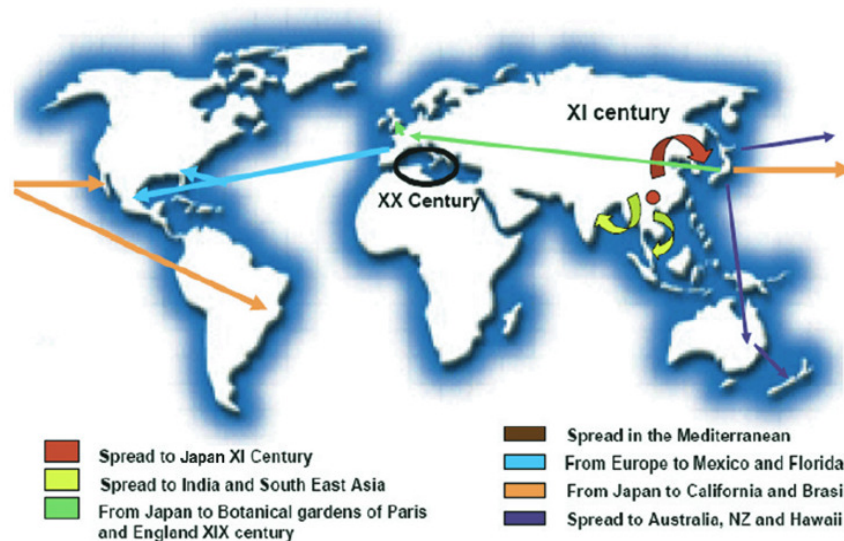 XI century
XX Century
Spread to Japan XI Century
Spread to India and South East Asia
From Japan to Botanical gardens of Paris
and England XIX century
Spread in the Mediterranean
From Europe to Mexico and Florida
From Japan to California and Brasi
Spread to Australia, NZ and Hawaii